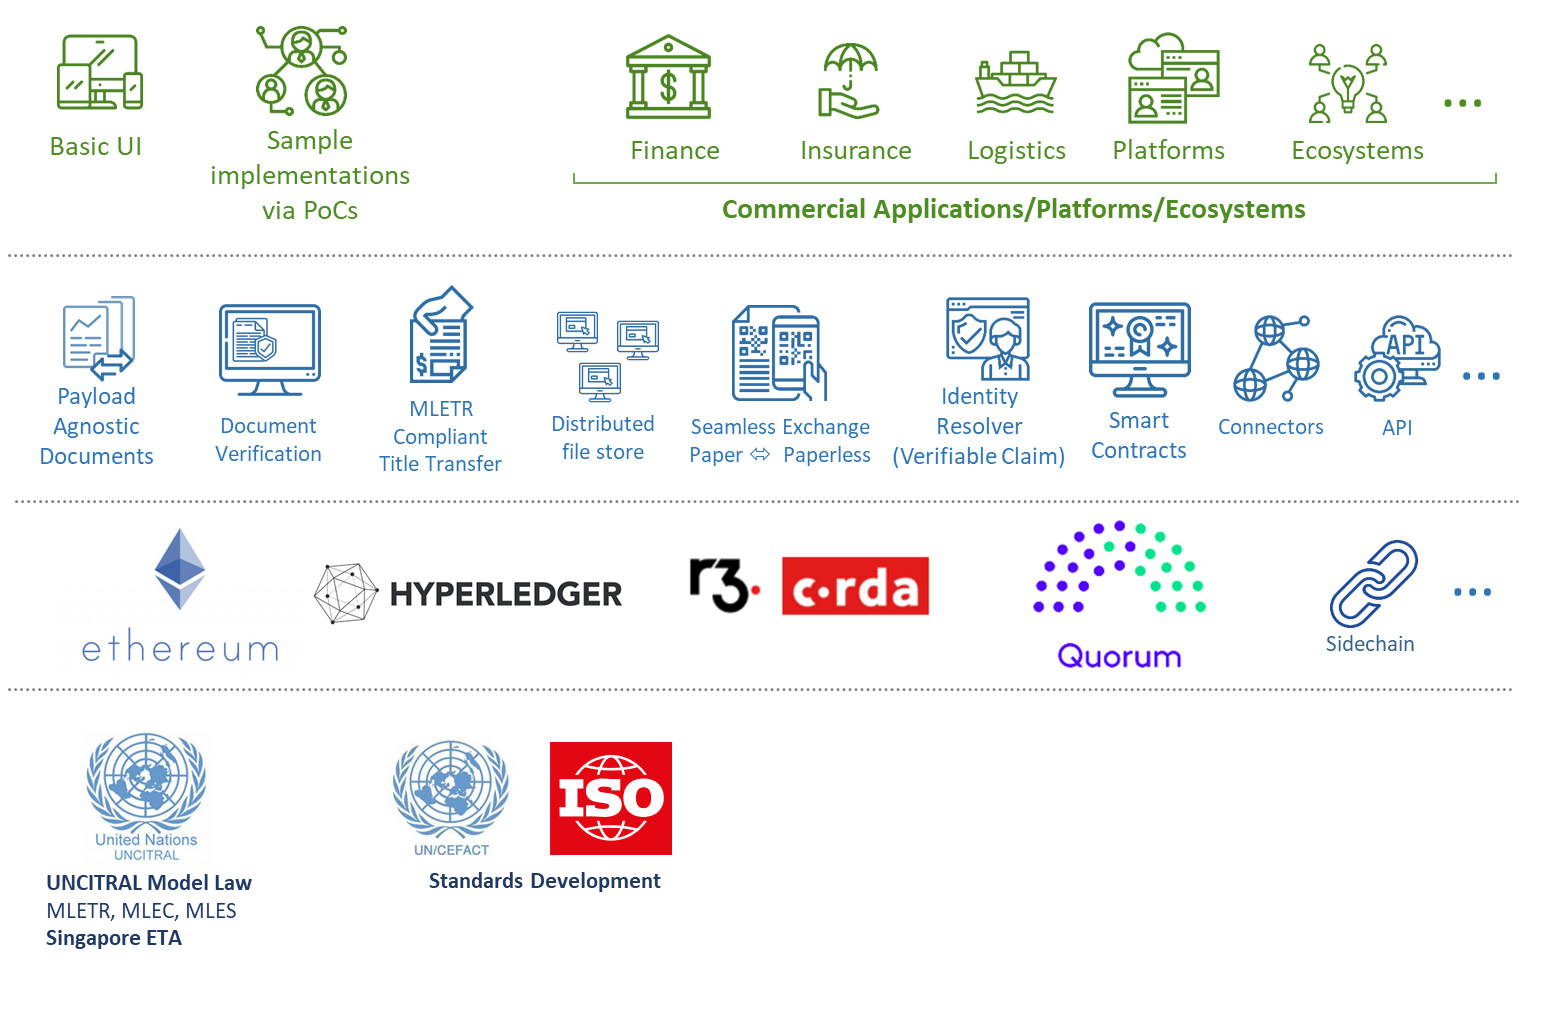 Basic UI
Sample
implementations
via PoCs
$
Finance
Insurance
Logistics
Platforms
Ecosystems
...
Commercial Applications/Platforms/Ecosystems
Payload
Agnostic
Documents
Document
Verification
$
MLETR
Compliant
Title Transfer
Distributed
file store
Seamless Exchange
Paper ⬄ Paperless
Identity
Resolver
(Verifiable Claim)
Smart
Contracts
Connectors
API
API
...
ethereum
HYPERLEDGER
r3.
c·rda
Quorum
Sidechain
...
United Nations
UNCITRAL
UNCITRAL Model Law
MLETR, MLEC, MLES
Singapore ETA
UN/CEFACT
ISO
Standards Development